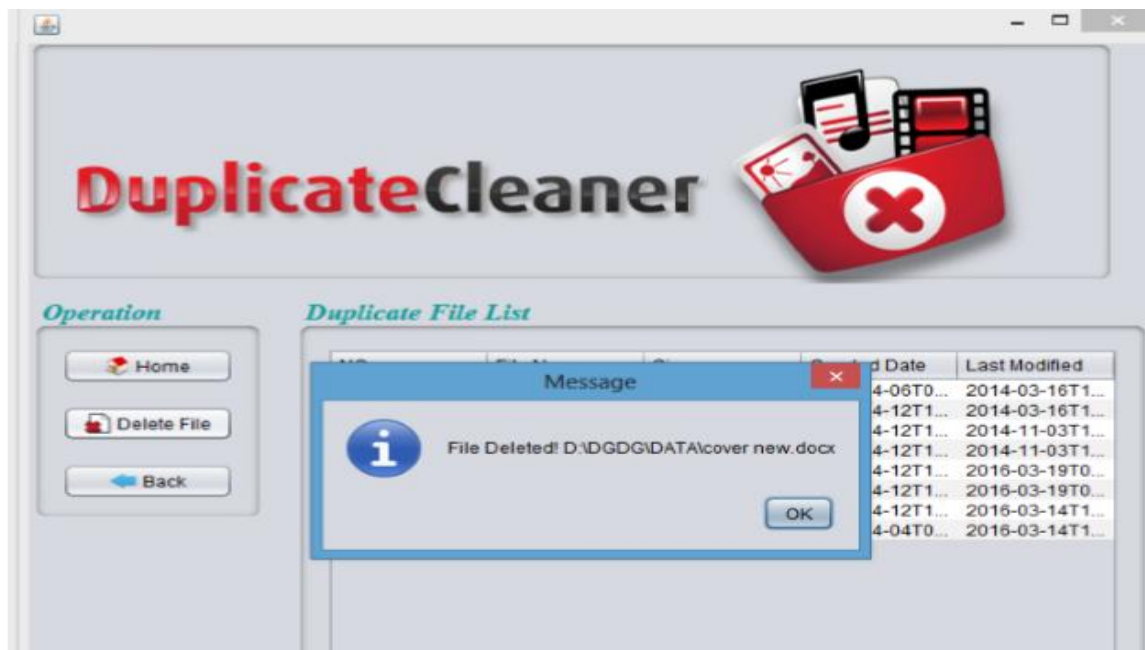 DuplicateCleaner
Operation
Duplicate File List
Home
Delete File
Back
d Date Last Modified
Message
File Deleted! D:\DGDG\DATA\cover new.docx
OK
4-06T0... 2014-03-16T1...
4-12T1... 2014-03-16T1...
4-12T1... 2014-11-03T1...
4-12T1... 2014-11-03T1...
4-12T1... 2016-03-19T0...
4-12T1... 2016-03-19T0...
4-12T1... 2016-03-14T1...
4-04T0... 2016-03-14T1...